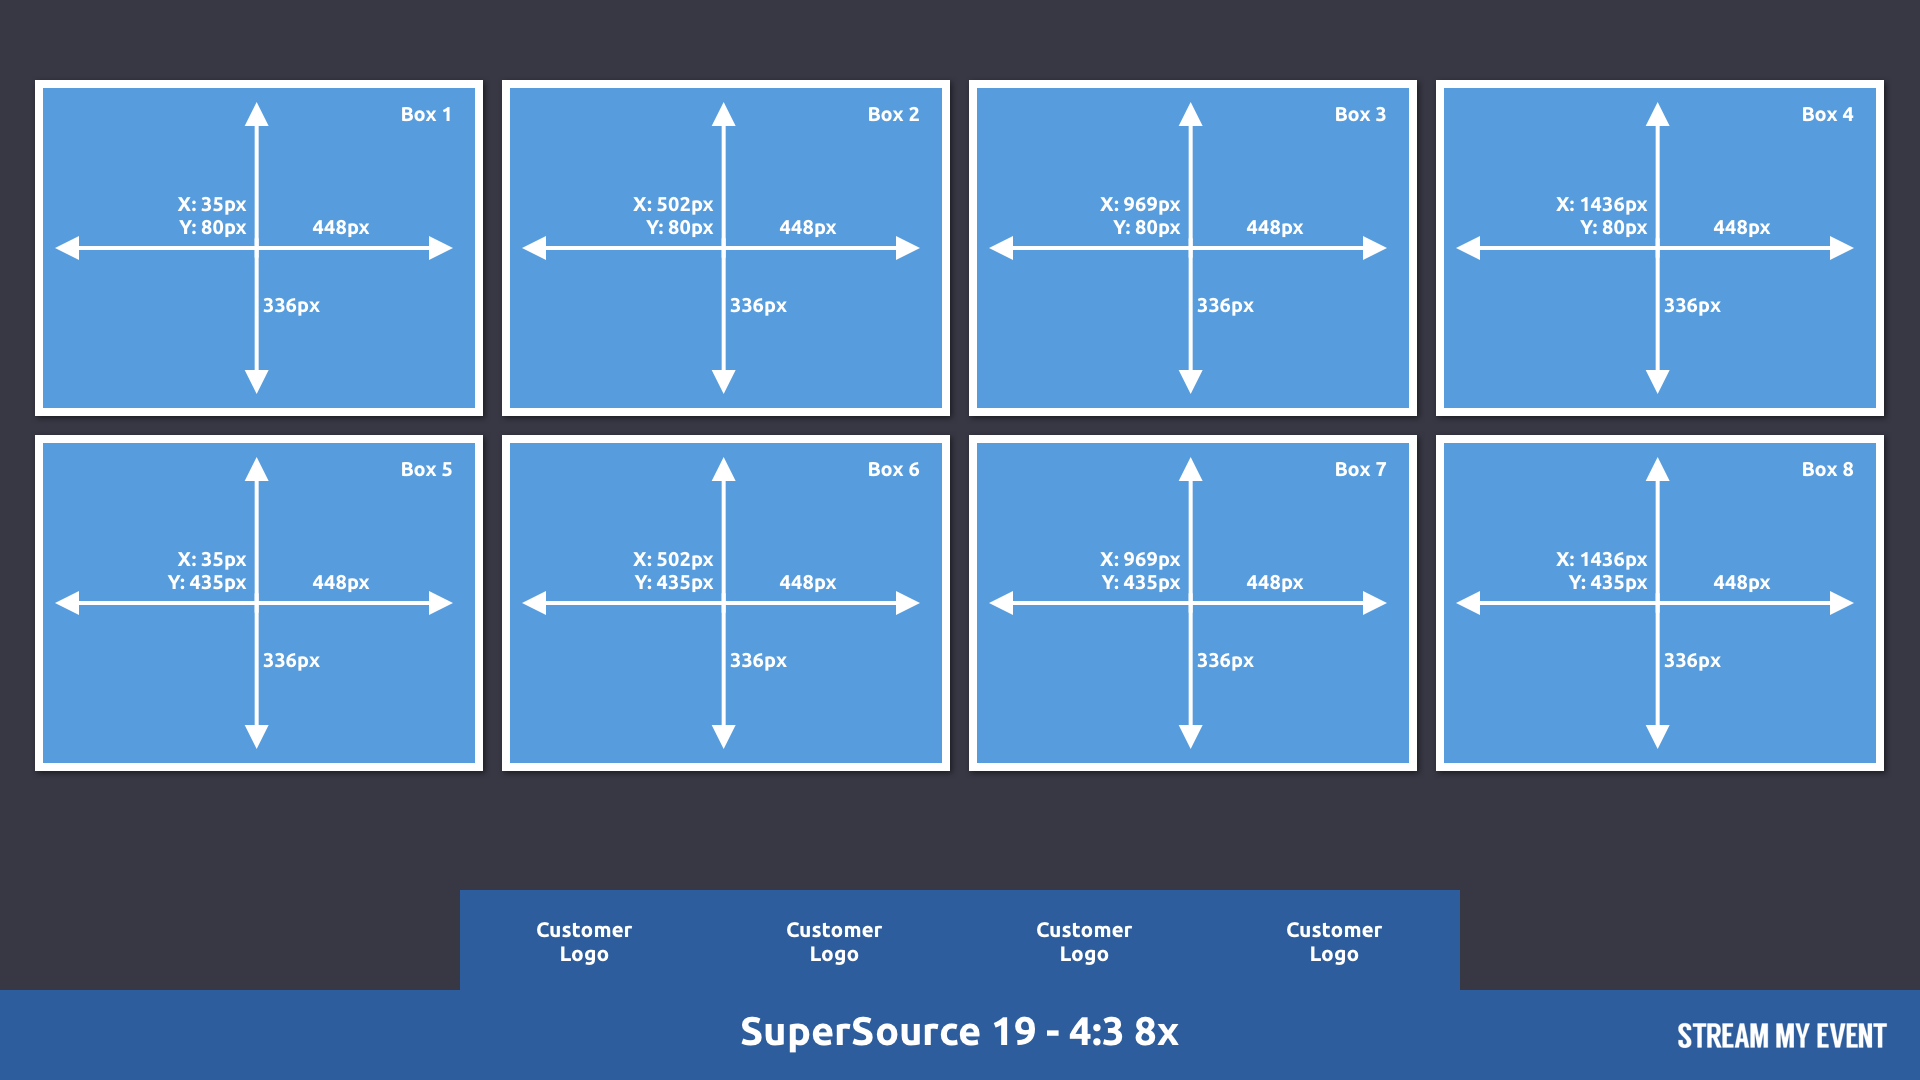 Box 1
X: 35px
Y: 80px
448px
336px
Box 2
X: 502px
Y: 80px
448px
336px
Box 3
X: 969px
Y: 80px
448px
336px
Box 4
X: 1436px
Y: 80px
448px
336px
Box 5
X: 35px
Y: 435px
448px
336px
Box 6
X: 502px
Y: 435px
448px
336px
Box 7
X: 969px
Y: 435px
448px
336px
Box 8
X: 1436px
Y: 435px
448px
336px
Customer
Logo
Customer
Logo
Customer
Logo
Customer
Logo
SuperSource 19 - 4:3 8x
STREAM MY EVENT